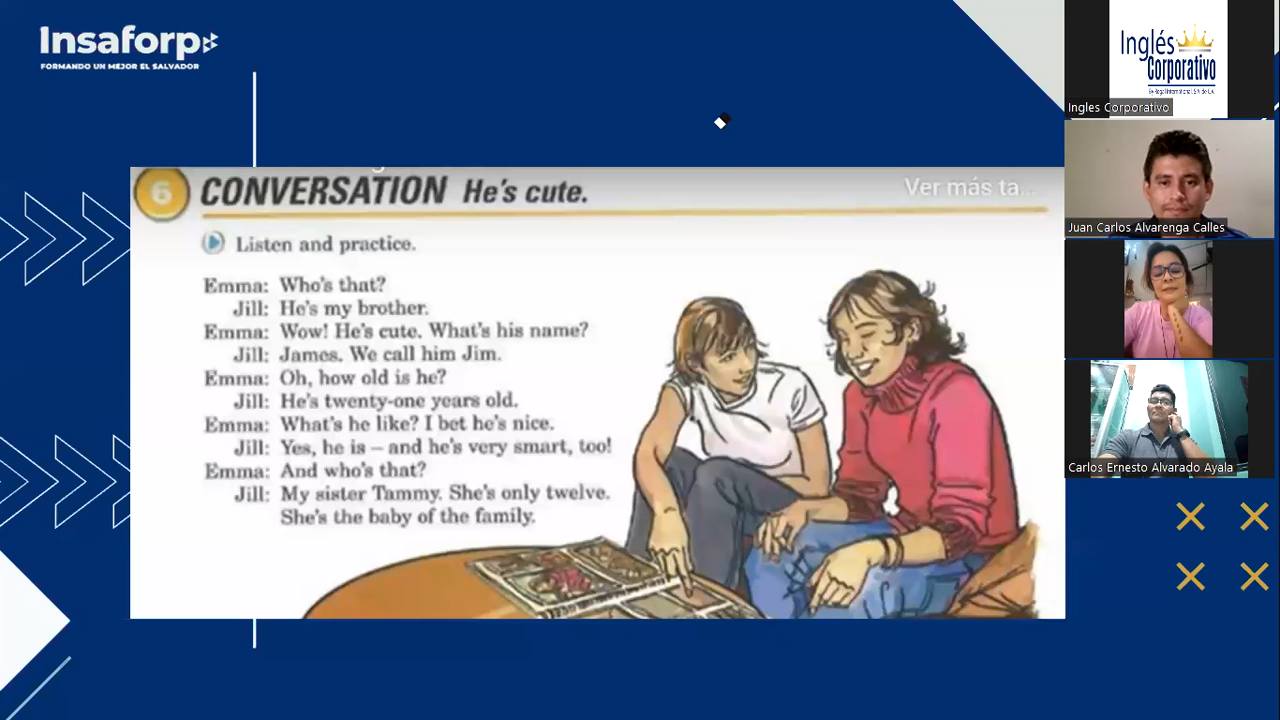 Insaforp
FORMANDO UN MEJOR EL SALVADOR
6 CONVERSATION He's cute.
Ver más ta...
Listen and practice.
Emma: Who's that?
Jill: He's my brother.
Emma: Wow! He's cute. What's his name?
Jill: James. We call him Jim.
Emma: Oh, how old is he?
Jill: He's twenty-one years old.
Emma: What's he like? I bet he's nice.
Jill: Yes, he is – and he's very smart, too!
Emma: And who's that?
Jill: My sister Tammy. She's only twelve.
She's the baby of the family.
Inglés
Corporativo
Ingles Corporativo
Juan Carlos Alvarenga Calles
Carlos Ernesto Alvarado Ayala